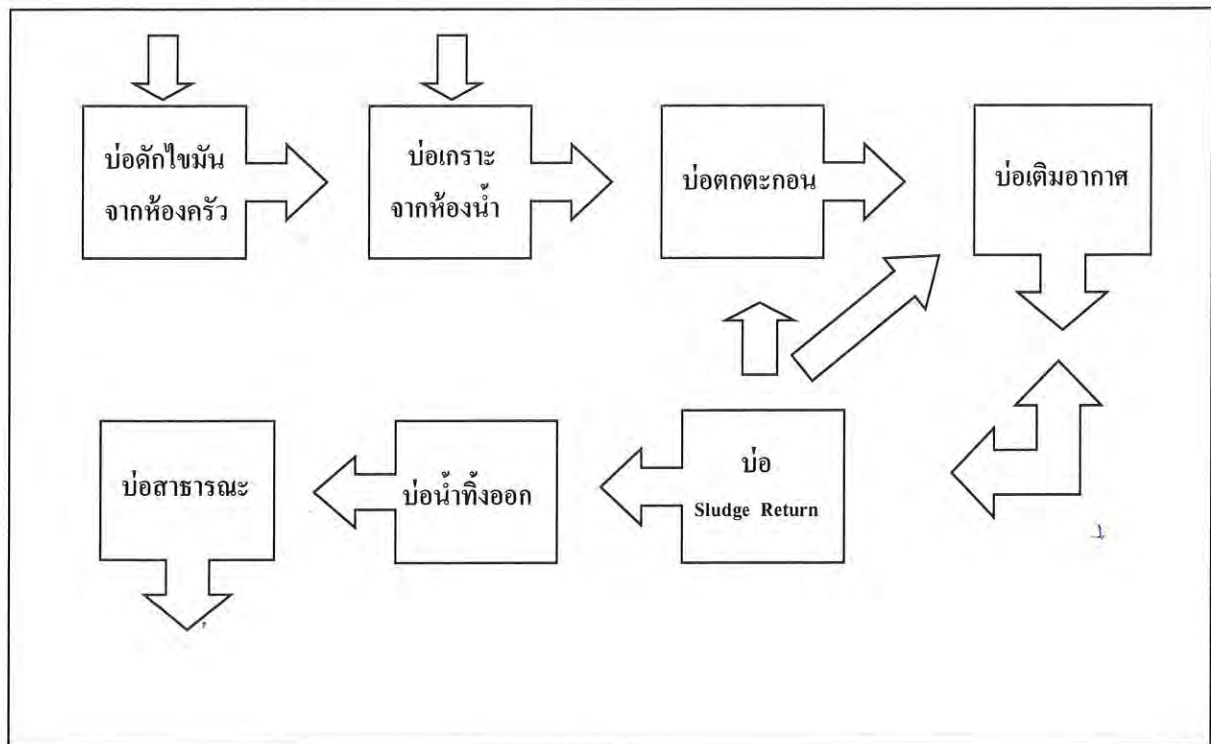 บ่อดักไขมัน
จากห้องครัว
บ่อเกราะ
จากห้องน้ำ
บ่อตกตะกอน
บ่อเติมอากาศ
บ่อสาธารณะ
บ่อน้ำทิ้งออก
บ่อ
Sludge Return